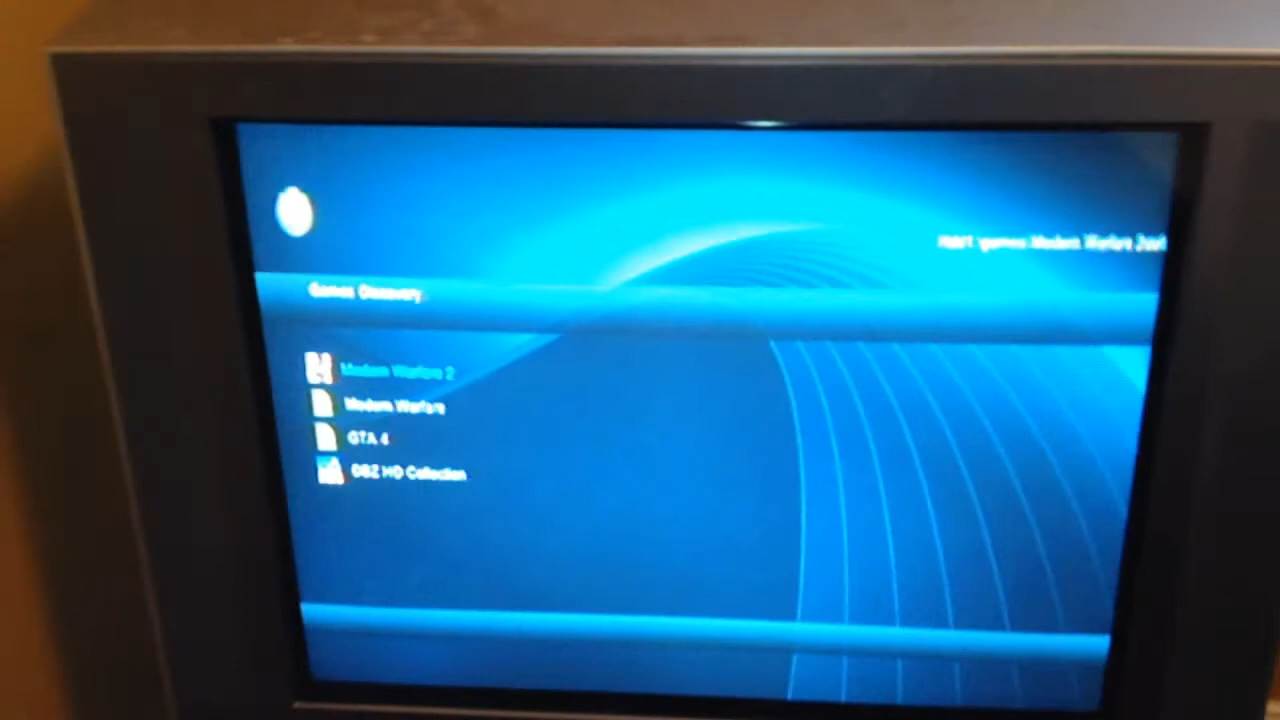 Games Discovery
Modern Warfare 2
Modern Warfare
GTA 4
DBZ HD Collection